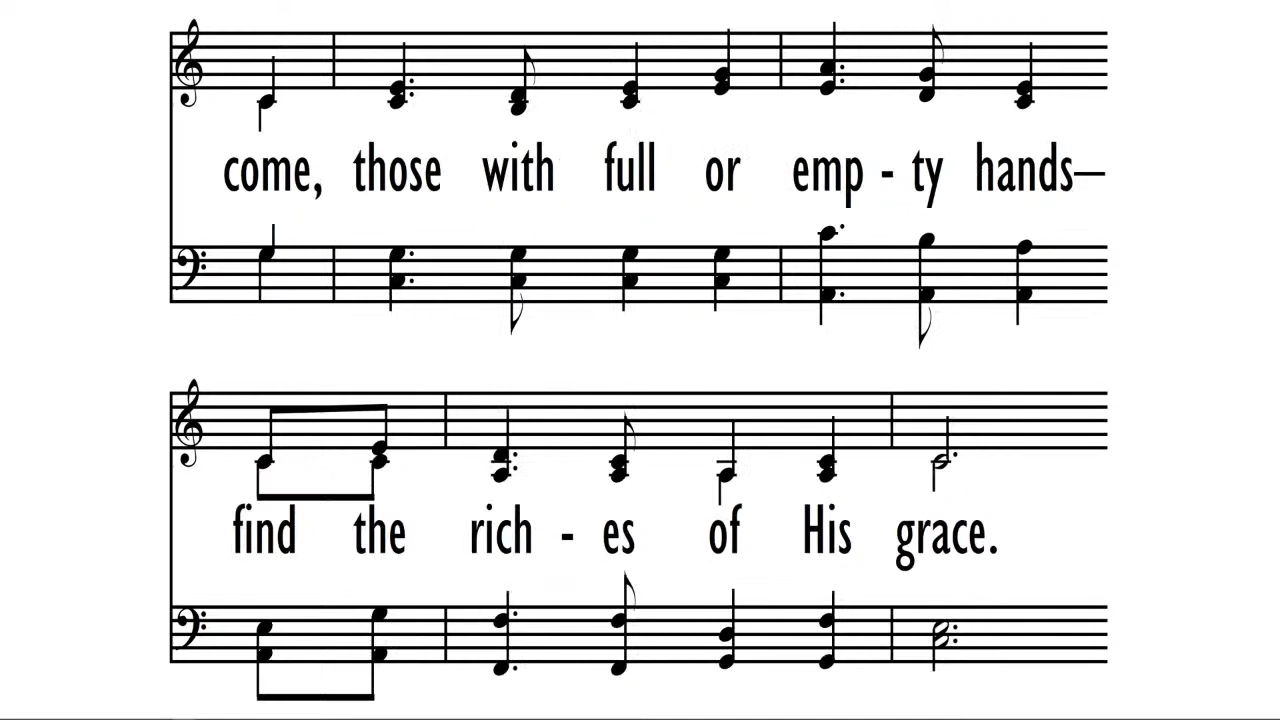 come, those with full or emp - ty hands—
find the rich - es of His grace.